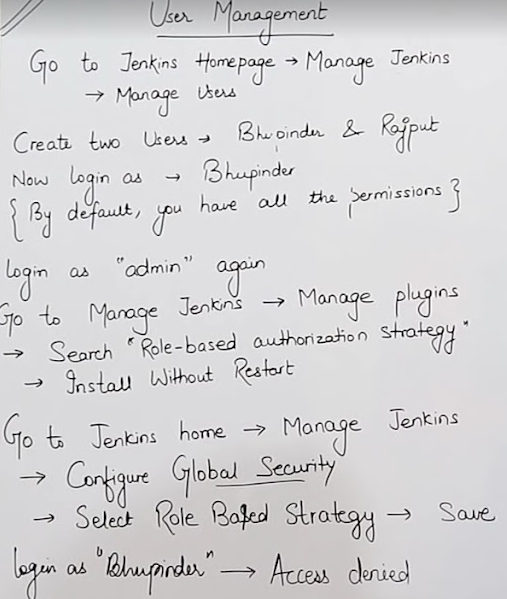 User Management
Go to Jenkins Homepage → Manage Jenkins
→ Manage Users
Create two Users → Bhupinder & Rajput
Now login as → Bhupinder
{ By default, you have all the permissions }
login as "admin" again
Go to Manage Jenkins → Manage plugins
→ Search "Role-based authorization strategy"
→ Install Without Restart
Go to Jenkins home → Manage Jenkins
→ Configure Global Security
→ Select Role Based Strategy → Save
login as "Bhupinder" → Access denied